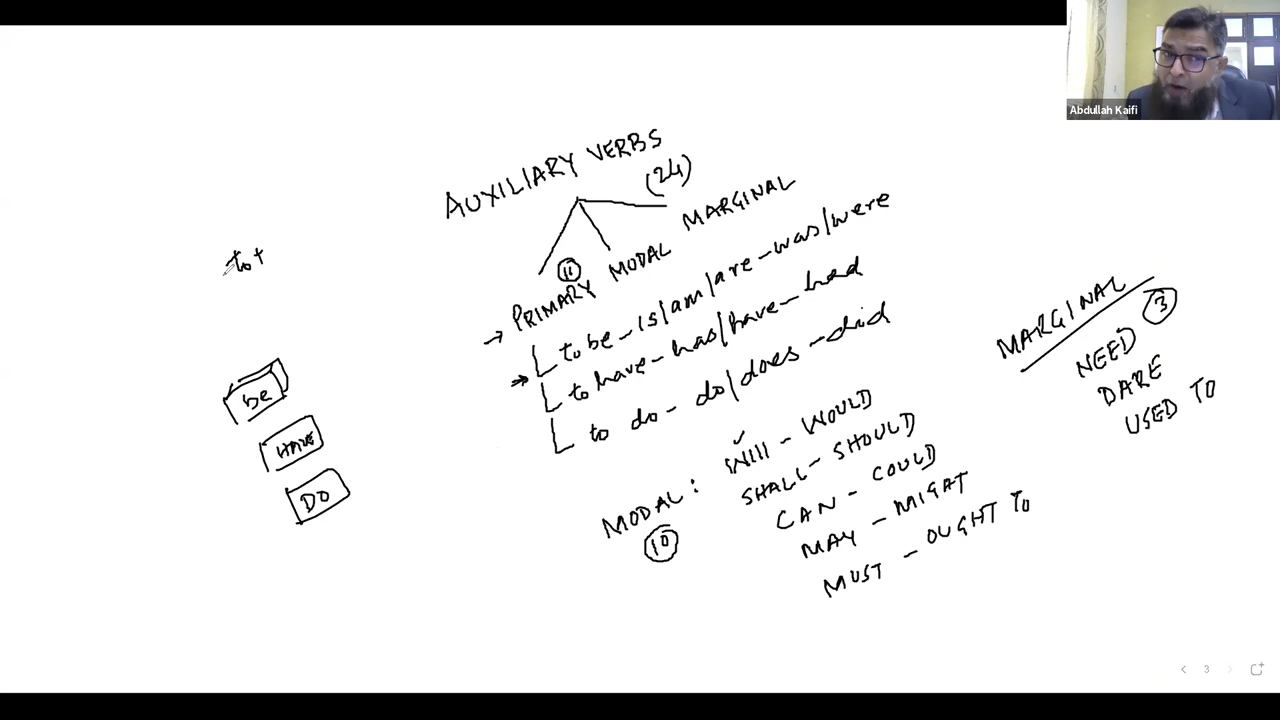 Abdullah Kaifi
AUXILIARY VERBS
(24)
PRIMARY MODAL MARGINAL
11
to be - is/am/are - was/were
to have - has/have - had
to do - do/does - did
to +
be
HAVE
DO
MODAL:
10
Will - WOULD
SHALL - SHOULD
CAN - COULD
MAY - MIGHT
MUST - OUGHT TO
MARGINAL
3
NEED
DARE
USED TO
3